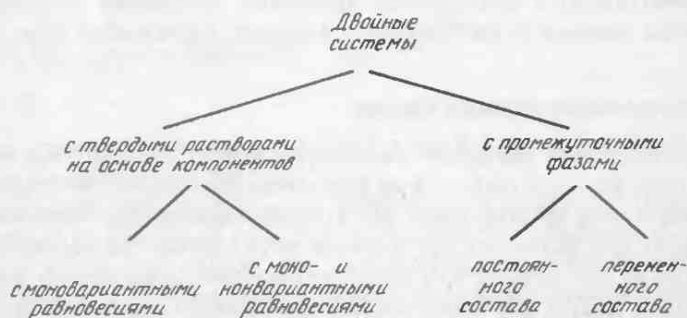 Двойные
системы
с твердыми растворами
на основе компонентов
с промежуточными
фазами
с моновариантными
равновесиями
с моно- и
нонвариантными
равновесиями
постоян-
ного
состава
перемен-
ного
состава